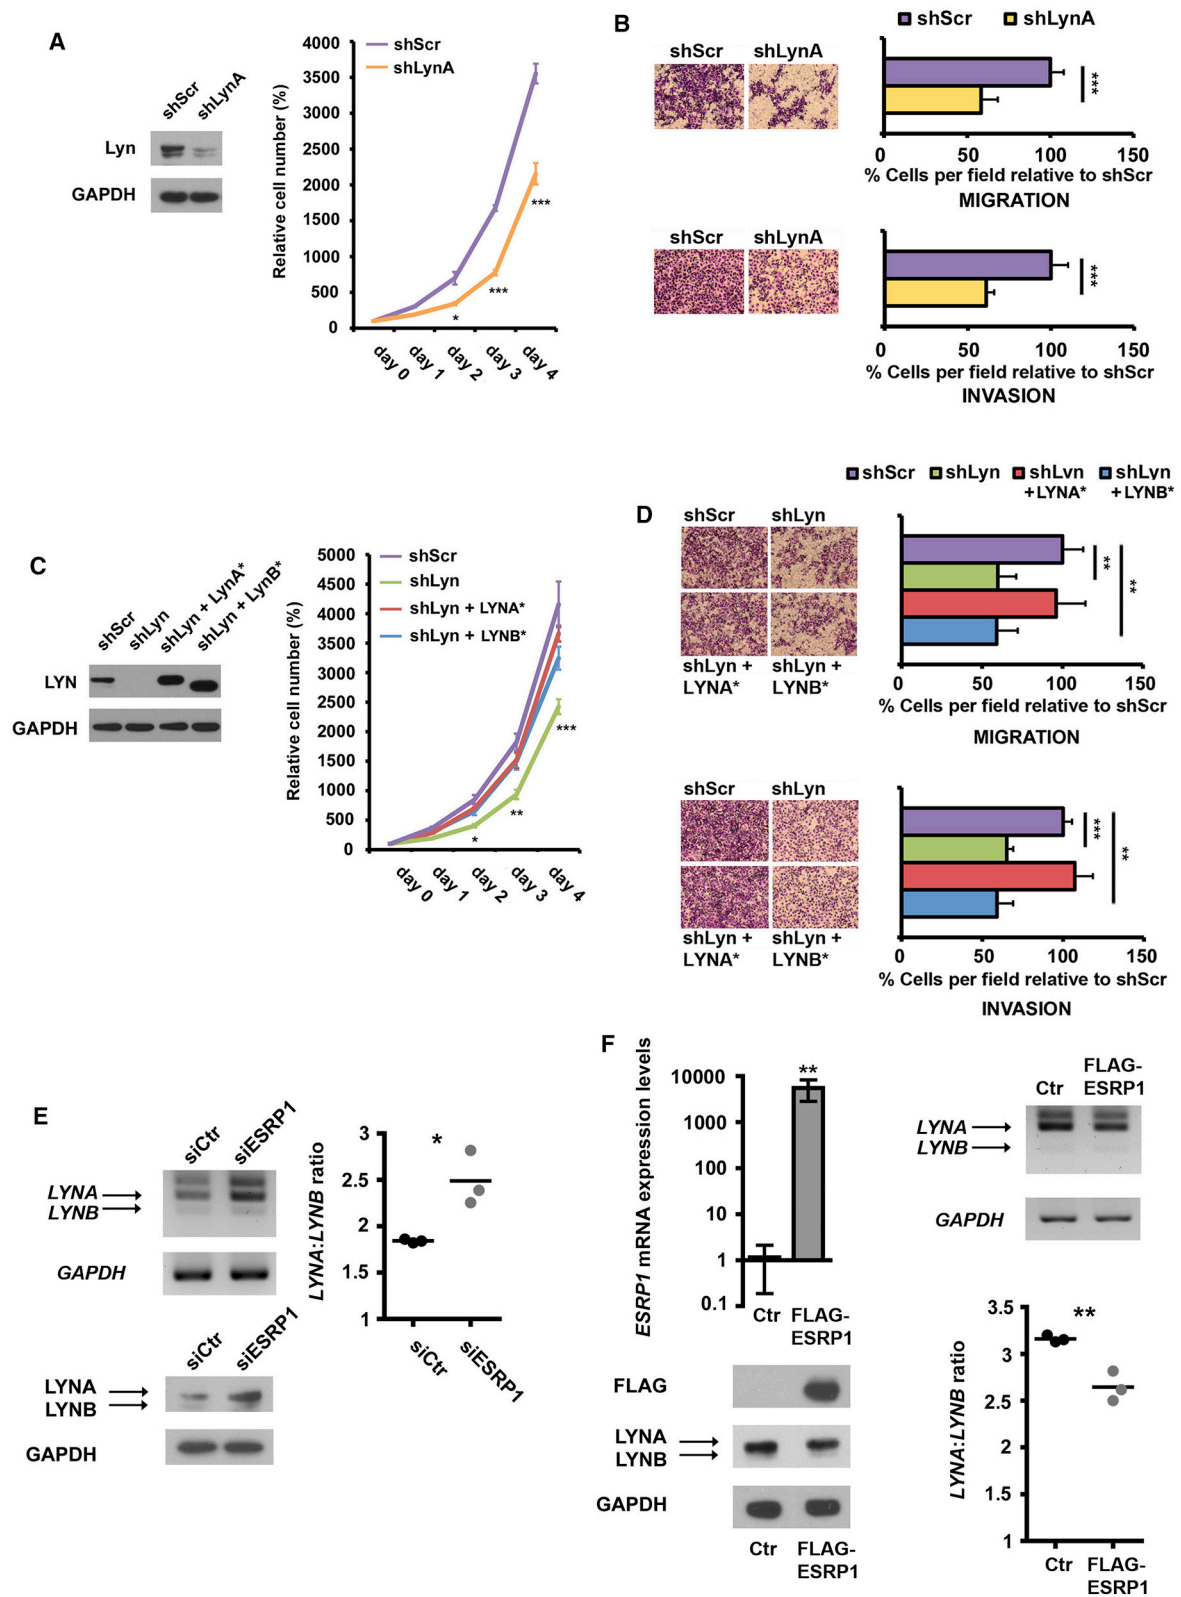 A
shScr
shLynA
Lyn
GAPDH
Relative cell number (%)
4000
3500
3000
2500
2000
1500
1000
500
0
shScr
shLynA
*
***
***
day 0
day 1
day 2
day 3
day 4
B
shScr
shLynA
shScr
shLynA
***
0
50
100
150
% Cells per field relative to shScr
MIGRATION
shScr
shLynA
***
0
50
100
150
% Cells per field relative to shScr
INVASION
C
shScr
shLyn
shLyn + LynA*
shLyn + LynB*
LYN
GAPDH
Relative cell number (%)
5000
4500
4000
3500
3000
2500
2000
1500
1000
500
0
shScr
shLyn
shLyn + LYNA*
shLyn + LYNB*
*
**
***
day 0
day 1
day 2
day 3
day 4
D
shScr
shLyn
shLyn
+LYNA*
shLyn
+LYNB*
shScr
shLyn
shLyn +
LYNA*
shLyn +
LYNB*
**
**
0
50
100
150
% Cells per field relative to shScr
MIGRATION
shScr
shLyn
shLyn +
LYNA*
shLyn +
LYNB*
***
**
0
50
100
150
% Cells per field relative to shScr
INVASION
E
siCtr
siESRP1
LYNA
LYNB
GAPDH
siCtr
siESRP1
LYNA
LYNB
GAPDH
LYNA:LYNB ratio
3
2.5
2
1.5
1
*
siCtr
siESRP1
F
ESRP1 mRNA expression levels
10000
1000
100
10
1
0.1
**
Ctr
FLAG-
ESRP1
FLAG
LYNA
LYNB
GAPDH
Ctr
FLAG-
ESRP1
Ctr
FLAG-
ESRP1
LYNA
LYNB
GAPDH
LYNA:LYNB ratio
3.5
3
2.5
2
1.5
1
**
Ctr
FLAG-
ESRP1